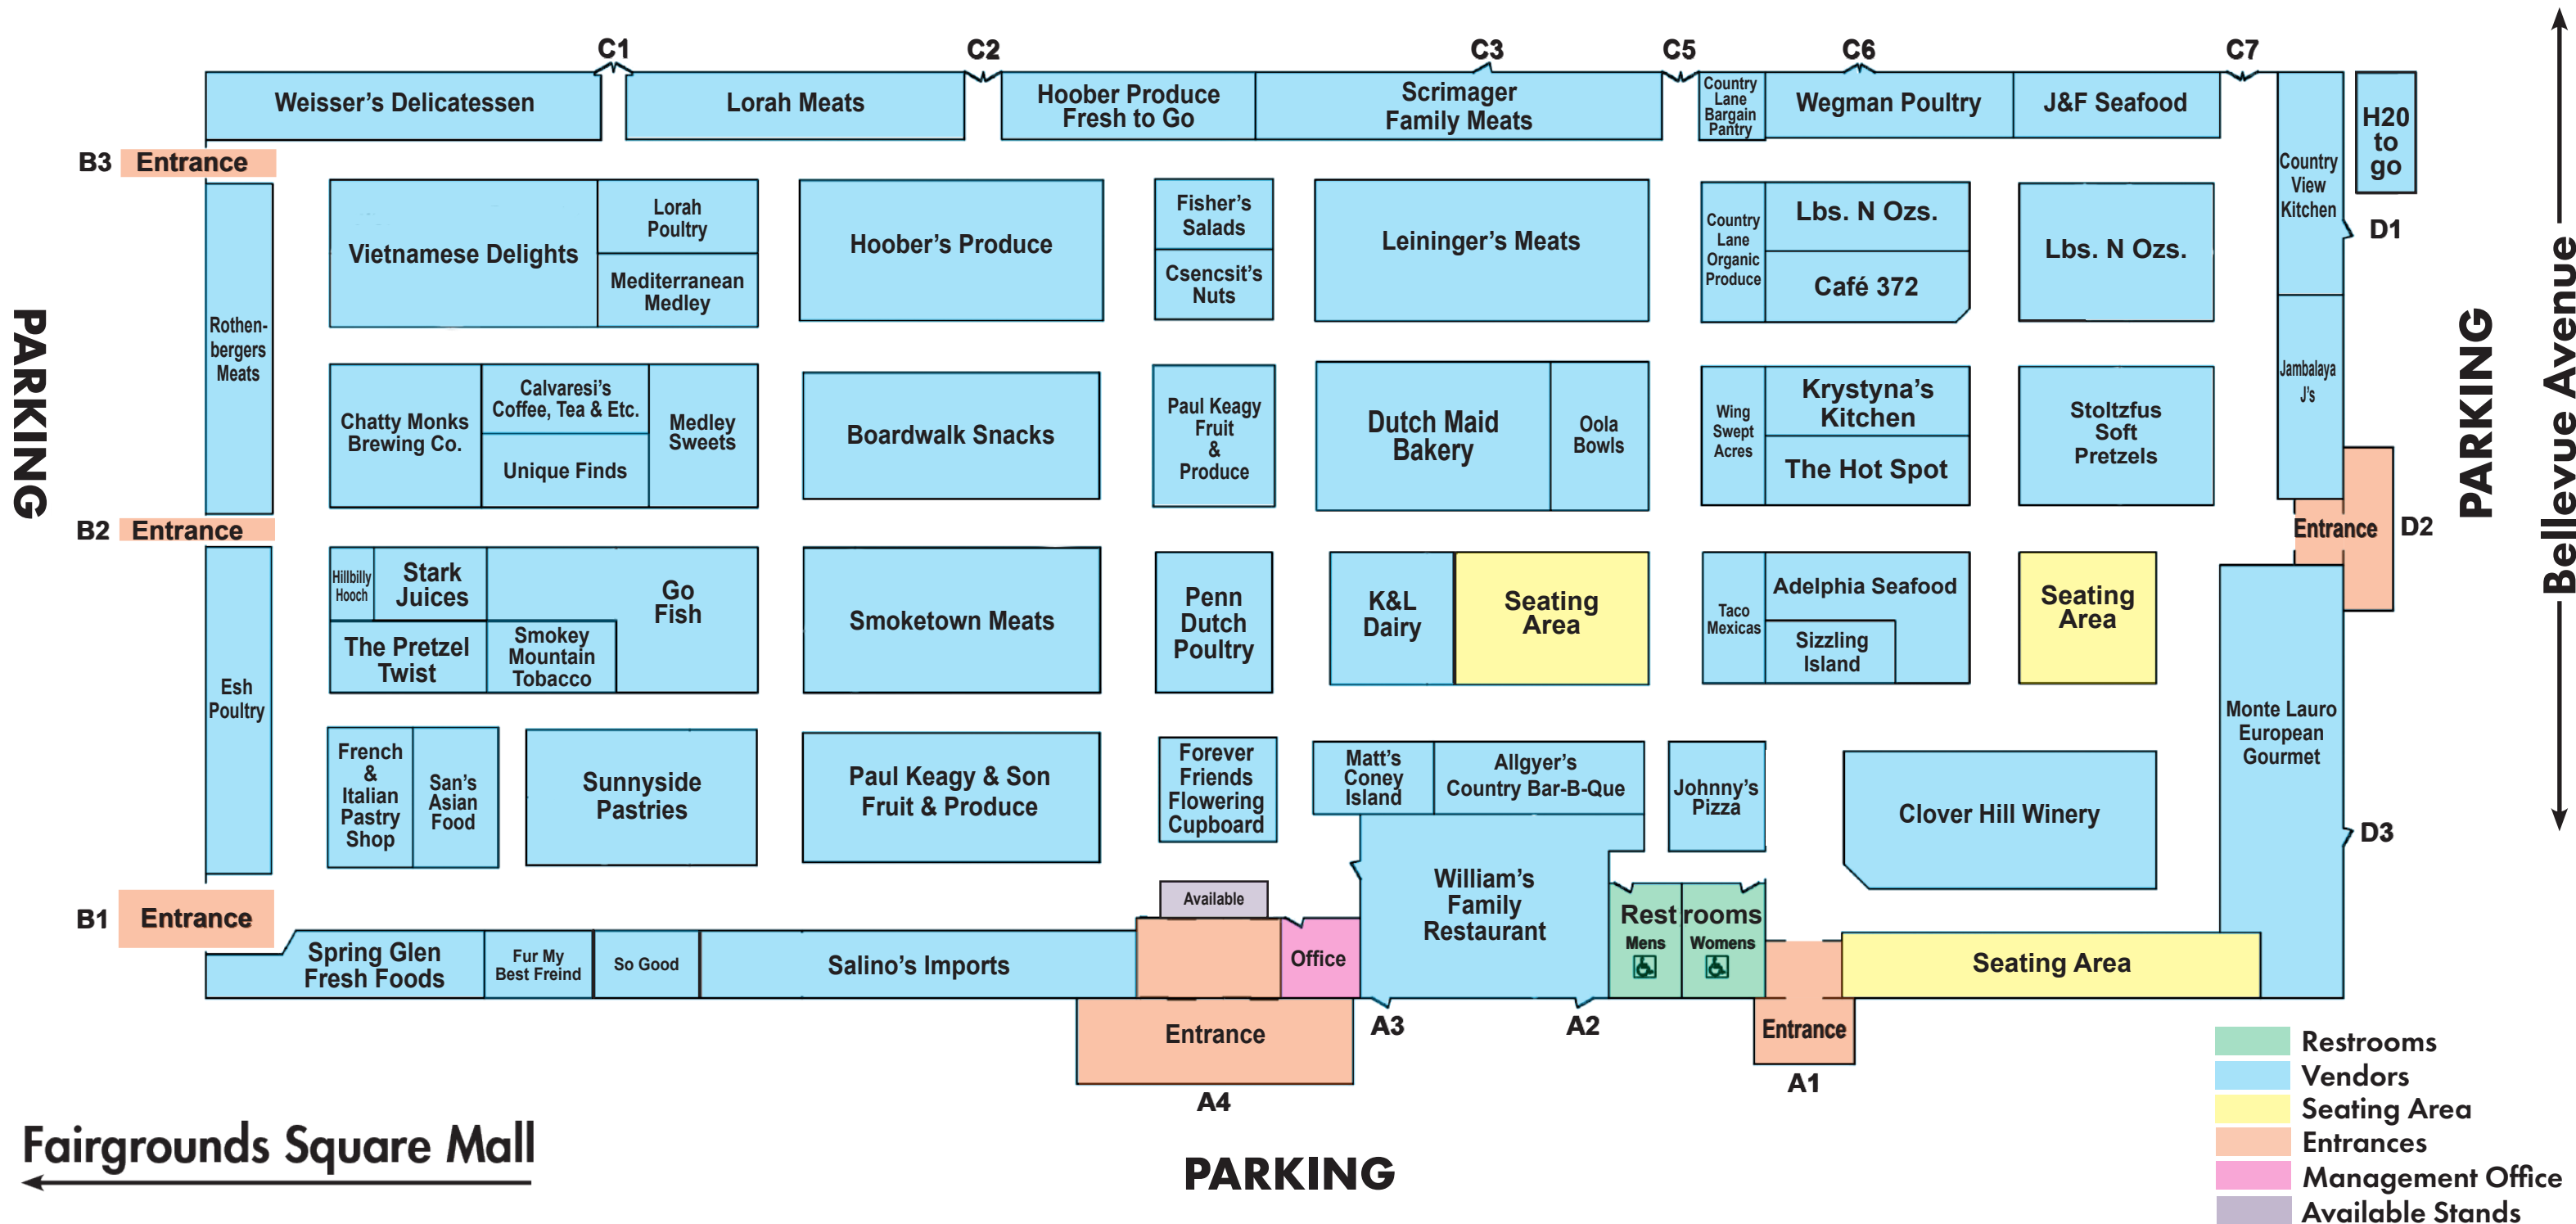 C1
C2
C3
C5
C6
C7
Weisser's Delicatessen
Lorah Meats
Hoober Produce
Fresh to Go
Scrimager
Family Meats
Country
Lane
Bargain
Pantry
Wegman Poultry
J&F Seafood
Country
View
Kitchen
H20
to
go
D1
B3
Entrance
Rothen-
bergers
Meats
Vietnamese Delights
Lorah
Poultry
Mediterranean
Medley
Hoober's Produce
Fisher's
Salads
Csencsit's
Nuts
Leininger's Meats
Country
Lane
Organic
Produce
Lbs. N Ozs.
Café 372
Lbs. N Ozs.
Jambalaya
J's
PARKING
Chatty Monks
Brewing Co.
Calvaresi's
Coffee, Tea & Etc.
Unique Finds
Medley
Sweets
Boardwalk Snacks
Paul Keagy
Fruit
&
Produce
Dutch Maid
Bakery
Oola
Bowls
Wing
Swept
Acres
Krystyna's
Kitchen
The Hot Spot
Stoltzfus
Soft
Pretzels
PARKING
Bellevue Avenue
B2
Entrance
Entrance
D2
Esh
Poultry
Hillbilly
Hooch
Stark
Juices
Go
Fish
The Pretzel
Twist
Smokey
Mountain
Tobacco
Smoketown Meats
Penn
Dutch
Poultry
K&L
Dairy
Seating
Area
Taco
Mexicas
Adelphia Seafood
Sizzling
Island
Seating
Area
Monte Lauro
European
Gourmet
D3
French
&
Italian
Pastry
Shop
San's
Asian
Food
Sunnyside
Pastries
Paul Keagy & Son
Fruit & Produce
Forever
Friends
Flowering
Cupboard
Matt's
Coney
Island
Allgyer's
Country Bar-B-Que
Johnny's
Pizza
Clover Hill Winery
B1
Entrance
Spring Glen
Fresh Foods
Fur My
Best Freind
So Good
Salino's Imports
Available
Office
William's
Family
Restaurant
Restrooms
Mens
Womens
Seating Area
Entrance
A4
A3
A2
Entrance
A1
Fairgrounds Square Mall
PARKING
Restrooms
Vendors
Seating Area
Entrances
Management Office
Available Stands